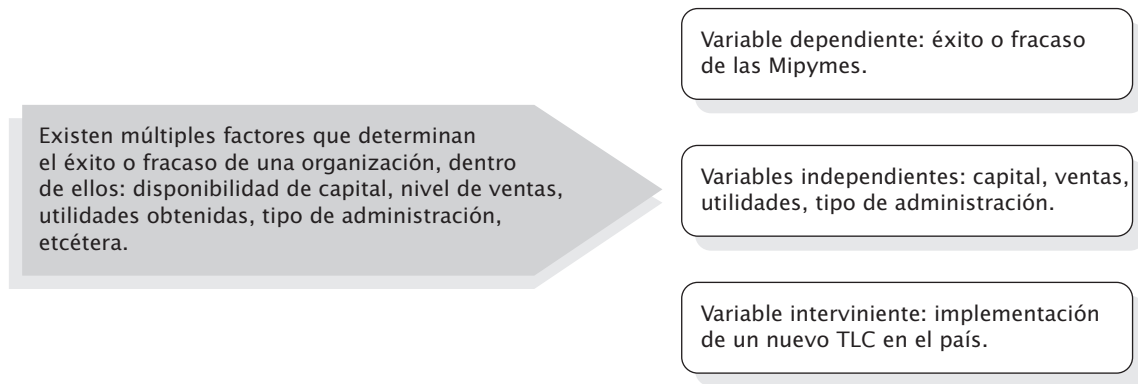 Existen múltiples factores que determinan
el éxito o fracaso de una organización, dentro
de ellos: disponibilidad de capital, nivel de ventas,
utilidades obtenidas, tipo de administración,
etcétera.
Variable dependiente: éxito o fracaso
de las Mipymes.
Variables independientes: capital, ventas,
utilidades, tipo de administración.
Variable interviniente: implementación
de un nuevo TLC en el país.